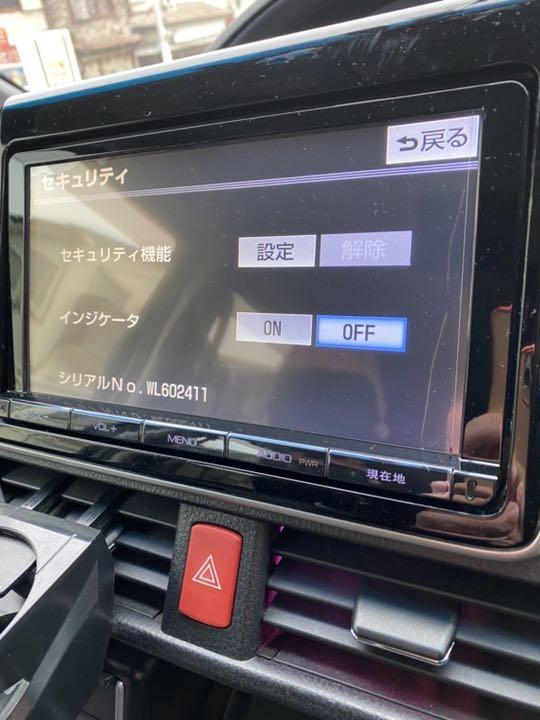 戻る
セキュリティ
セキュリティ機能 設定 解除
インジケータ ON OFF
シリアルNo.WL602411
VOL+ MENU AUDIO PWR 現在地